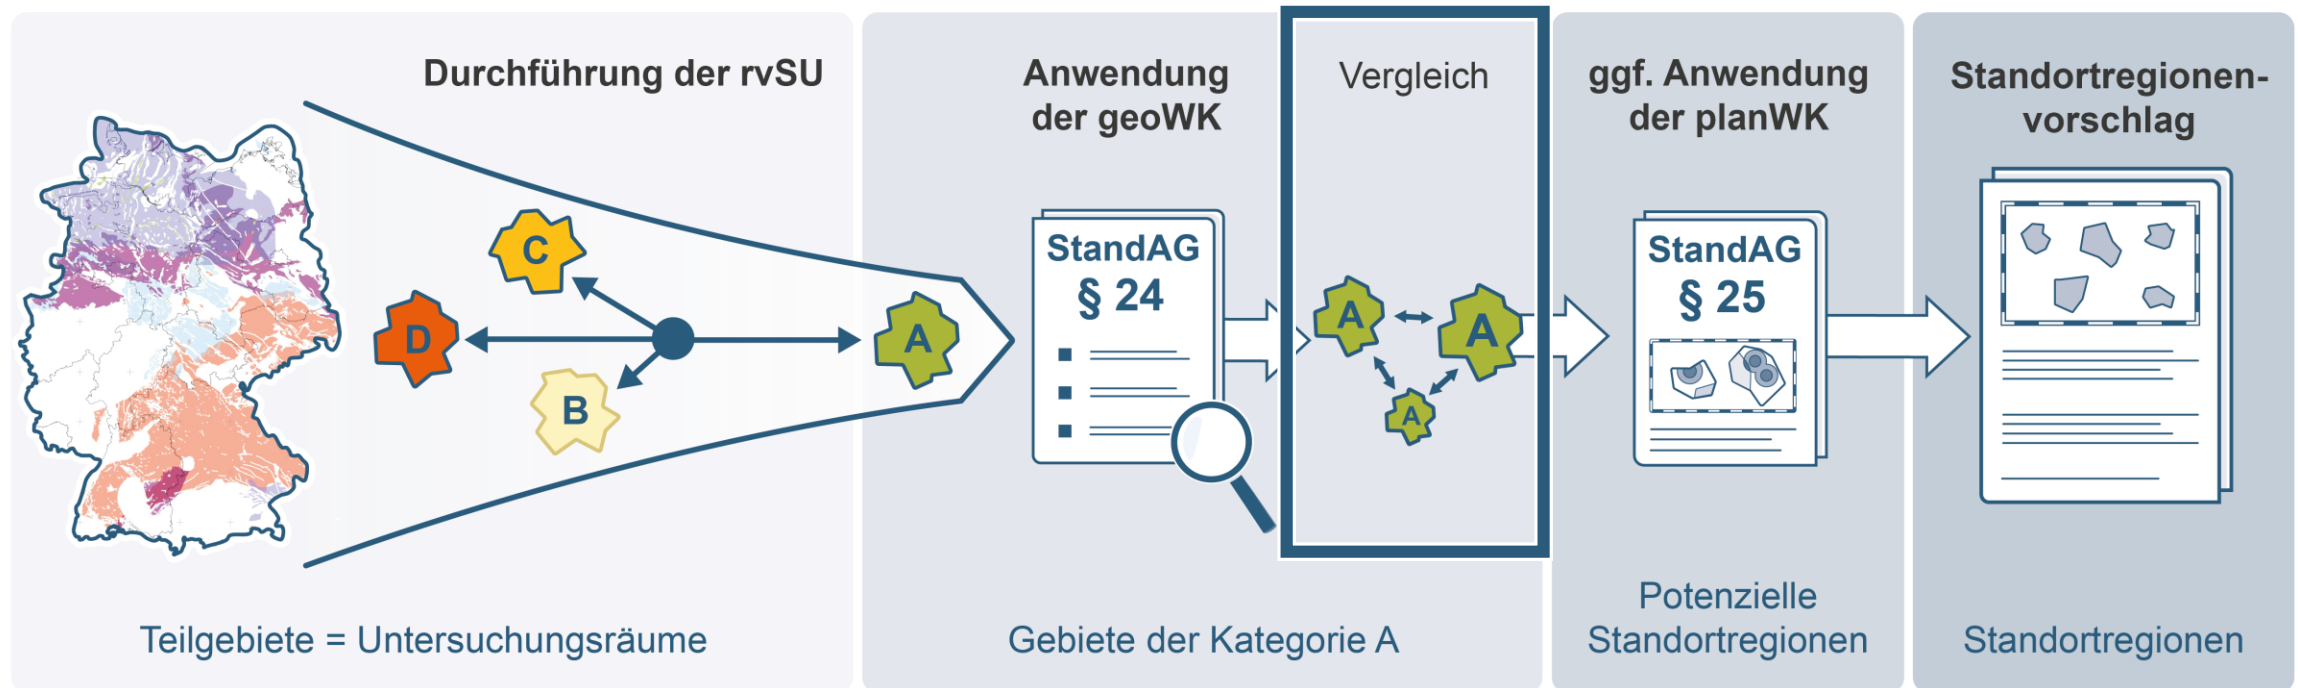 Durchführung der rvSU
C
D
B
A
Teilgebiete = Untersuchungsräume
Anwendung
der geoWK
StandAG
§ 24
Vergleich
A
A
A
Gebiete der Kategorie A
ggf. Anwendung
der planWK
StandAG
§ 25
Potenzielle
Standortregionen
Standortregionen-
vorschlag
Standortregionen